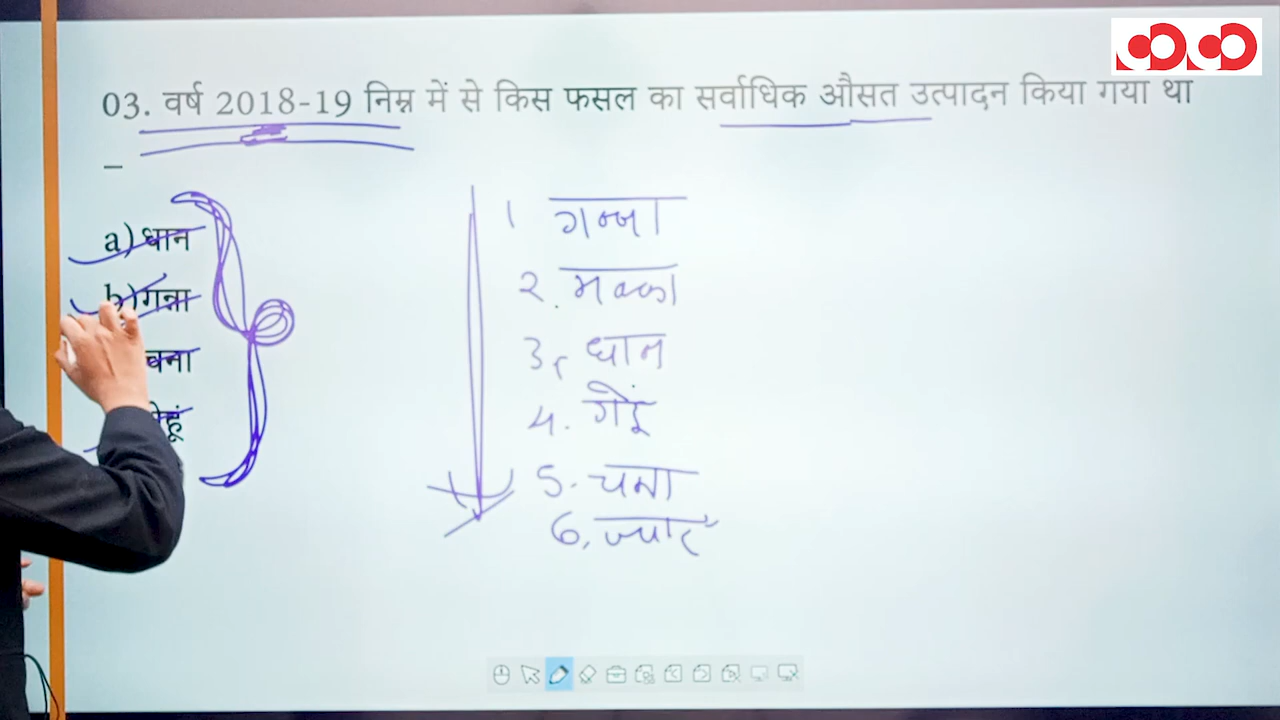 03. वर्ष 2018-19 निम्न में से किस फसल का सर्वाधिक औसत उत्पादन किया गया था
–
a) धान
b) गन्ना
चना
1 गन्ना
2. मक्का
3, धान
4. गेहूं
5. चना
6. ज्वार